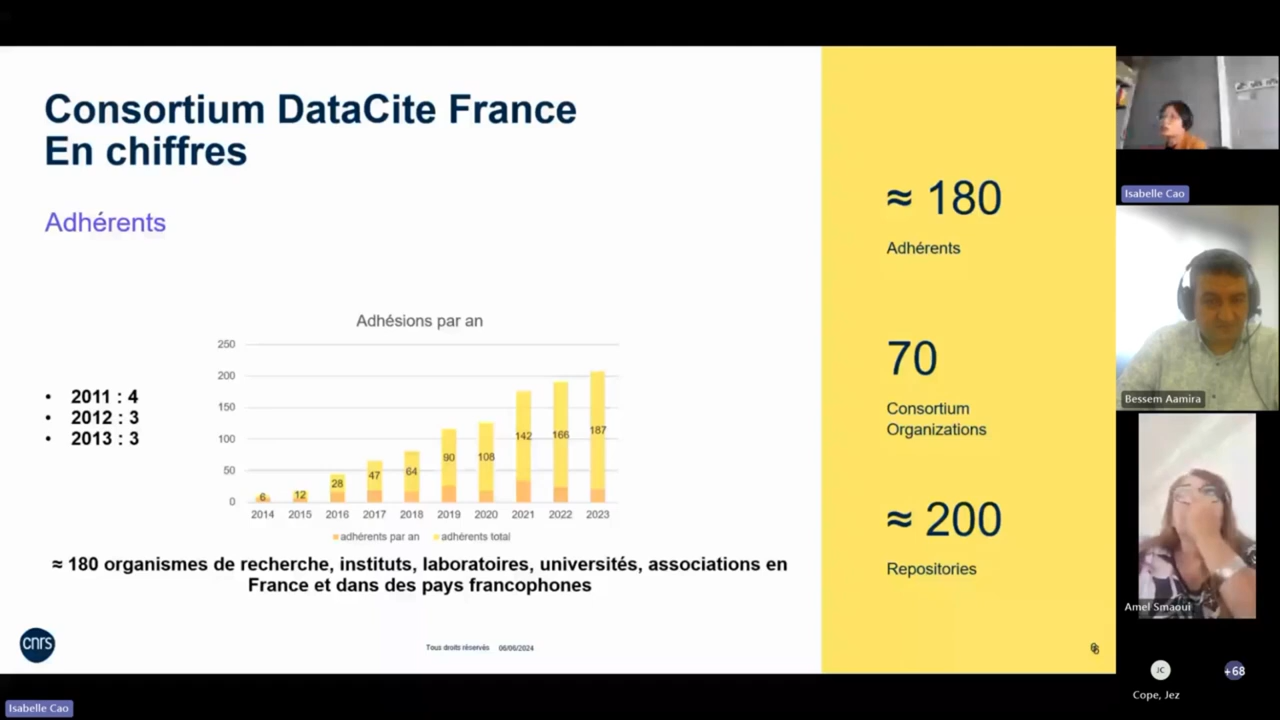 Consortium DataCite France
En chiffres
Adhérents
• 2011 : 4
• 2012 : 3
• 2013 : 3
Adhésions par an
250
200
150
100
50
0
6
12
28
47
64
90
108
142
166
187
2014 2015 2016 2017 2018 2019 2020 2021 2022 2023
adhérents par an adhérents total
≈ 180 organismes de recherche, instituts, laboratoires, universités, associations en
France et dans des pays francophones
cnrs
Tous droits réservés 06/06/2024
≈ 180
Adhérents
70
Consortium
Organizations
≈ 200
Repositories
Isabelle Cao
Bessem Aamira
Amel Smaoui
JC
+68
Cope, Jez
Isabelle Cao